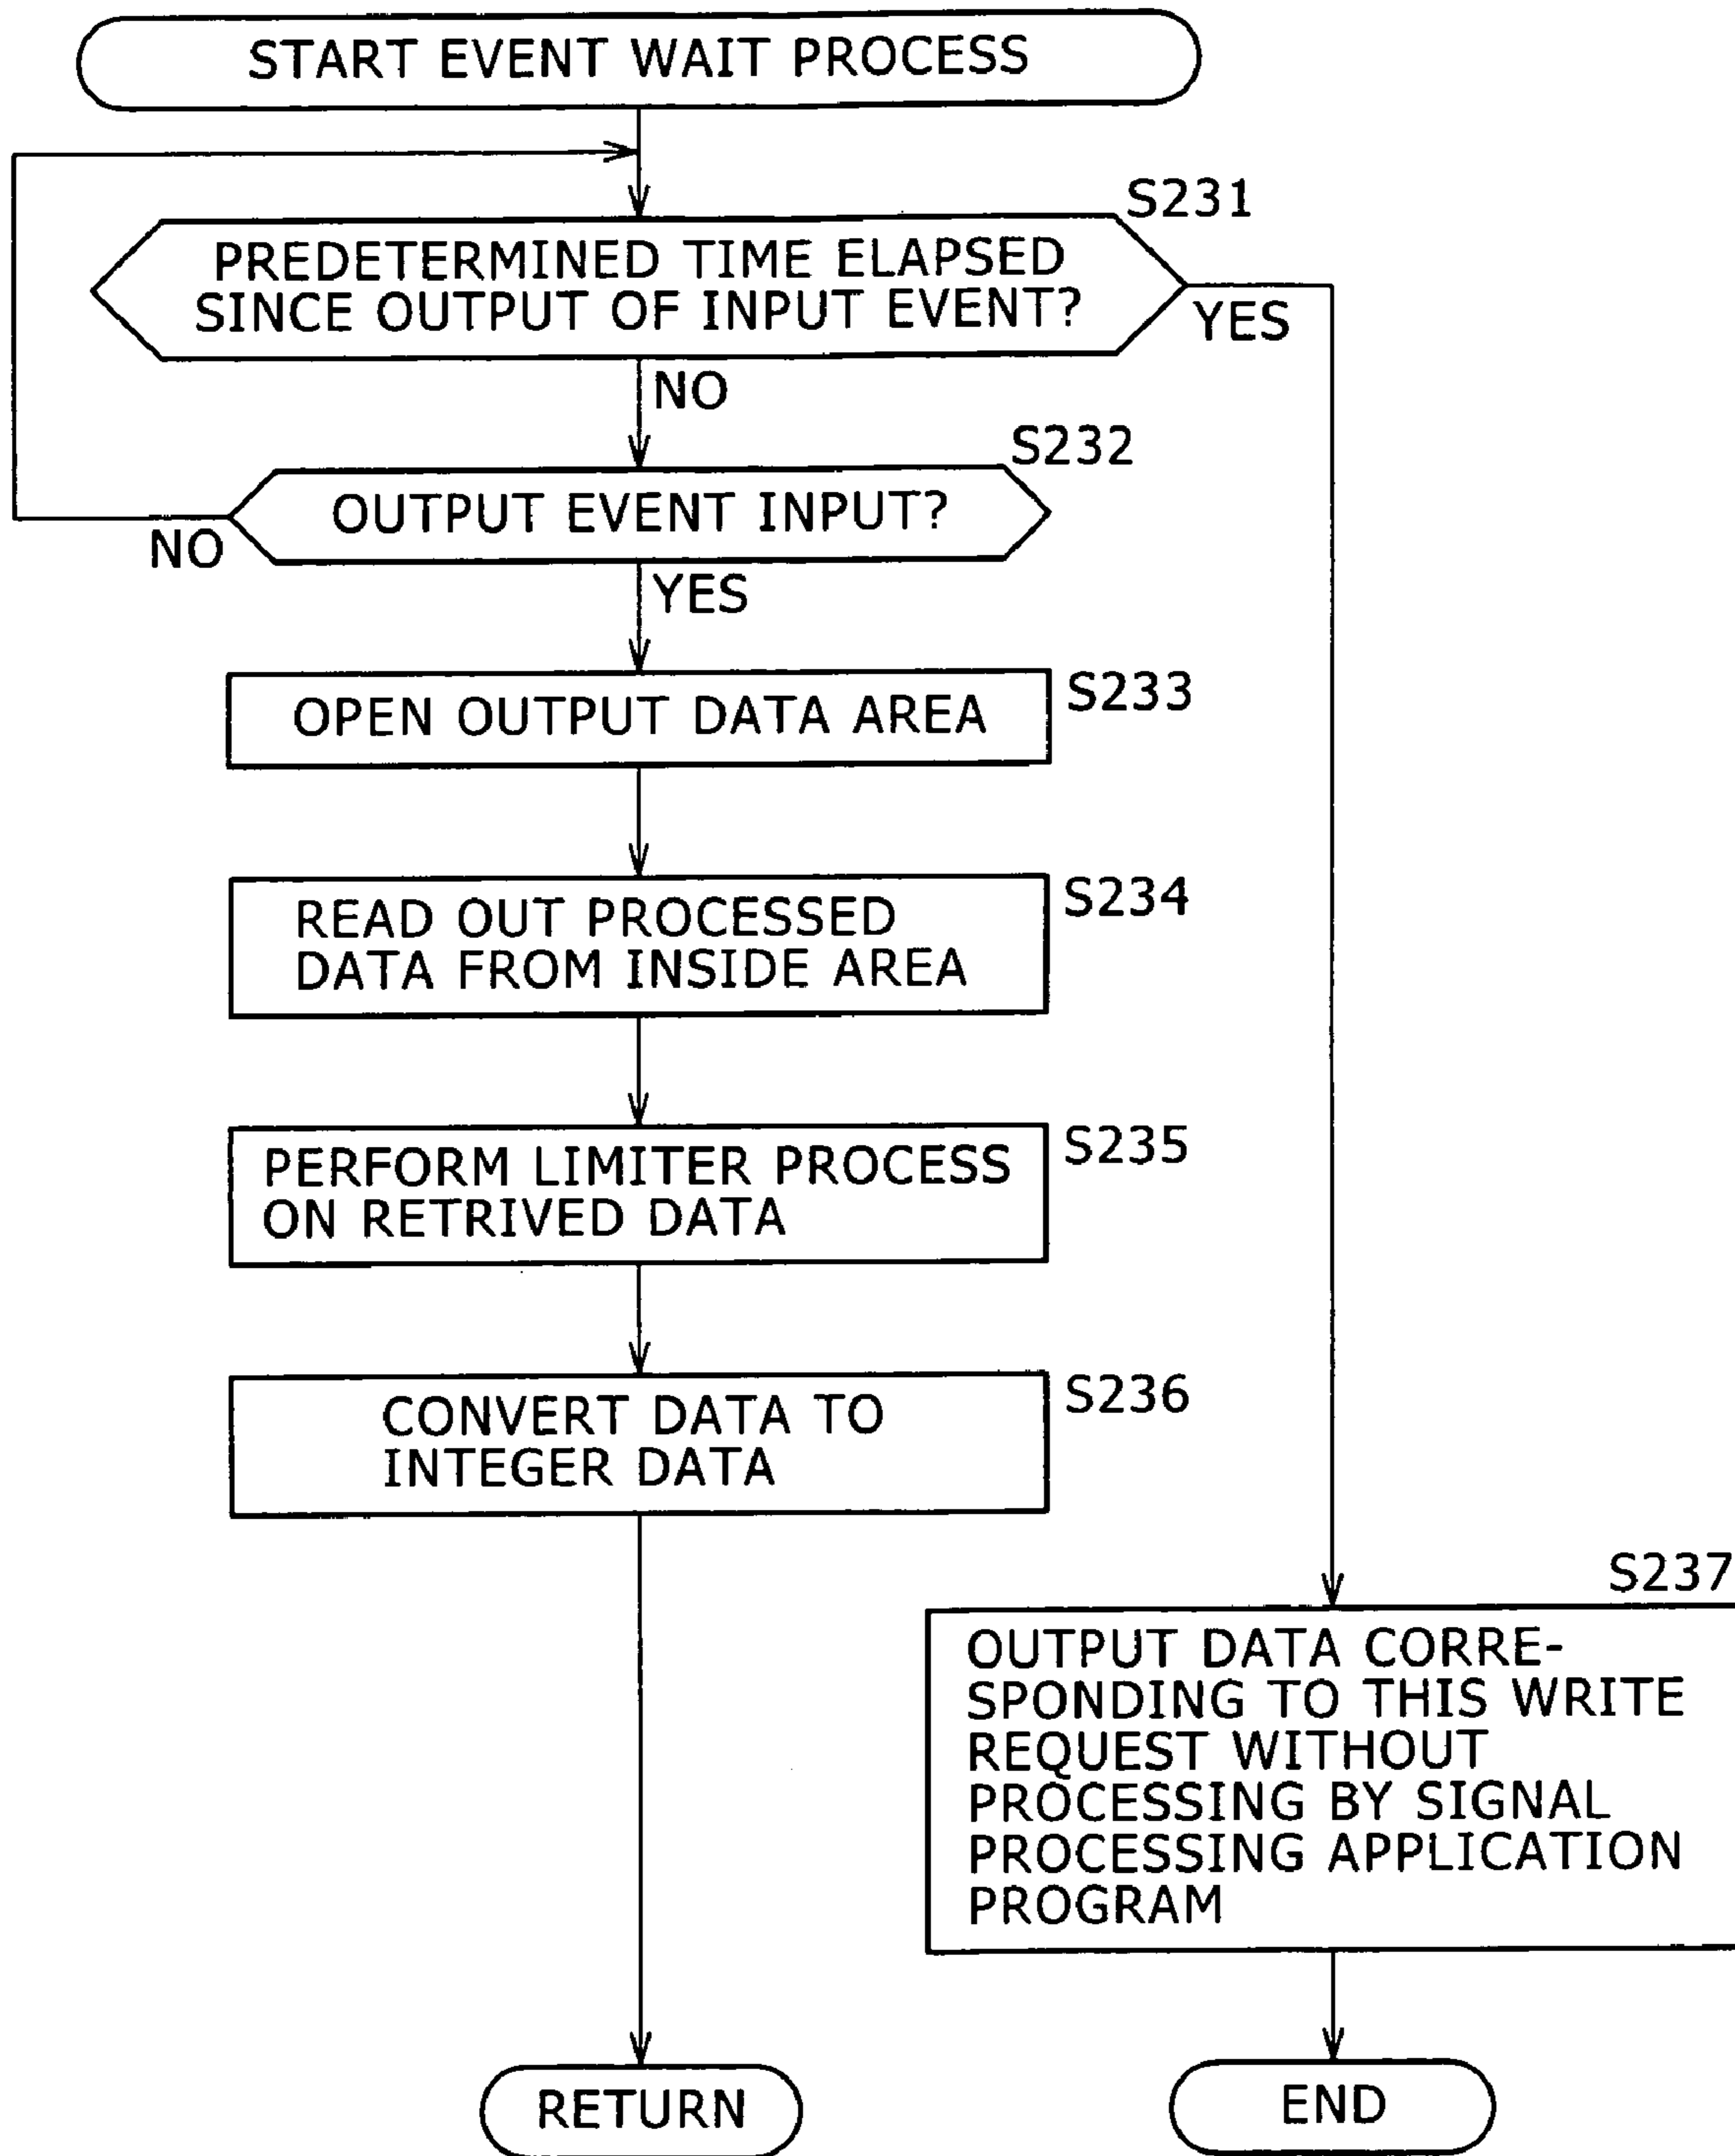 START EVENT WAIT PROCESS
S231
PREDETERMINED TIME ELAPSED
SINCE OUTPUT OF INPUT EVENT?
YES
NO
S232
OUTPUT EVENT INPUT?
NO
YES
S233
OPEN OUTPUT DATA AREA
S234
READ OUT PROCESSED
DATA FROM INSIDE AREA
S235
PERFORM LIMITER PROCESS
ON RETRIVED DATA
S236
CONVERT DATA TO
INTEGER DATA
S237
OUTPUT DATA CORRE-
SPONDING TO THIS WRITE
REQUEST WITHOUT
PROCESSING BY SIGNAL
PROCESSING APPLICATION
PROGRAM
RETURN
END